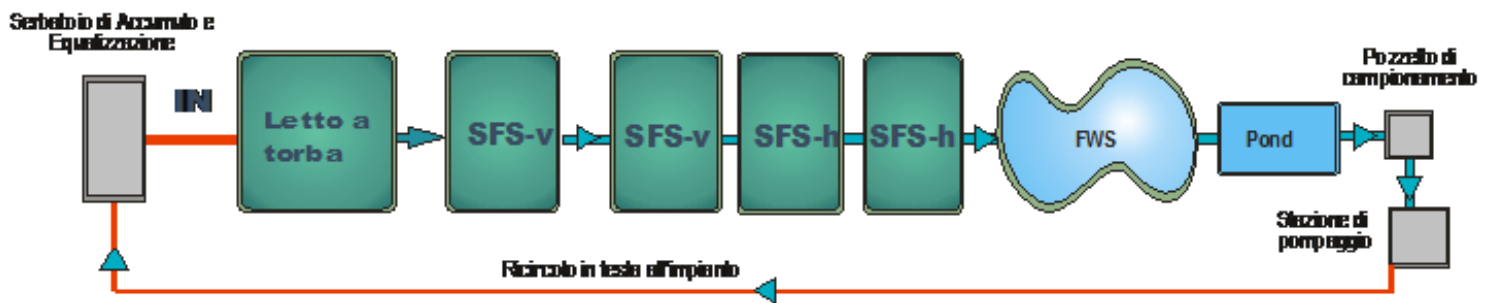 Serbatoio di Accumulo e
Equalizzazione
IN
Letto a
torba
SFS-v
SFS-v
SFS-h
SFS-h
FWS
Pond
Pozzetto di
campionamento
Stazione di
pompaggio
Ricircolo in testa all'impianto